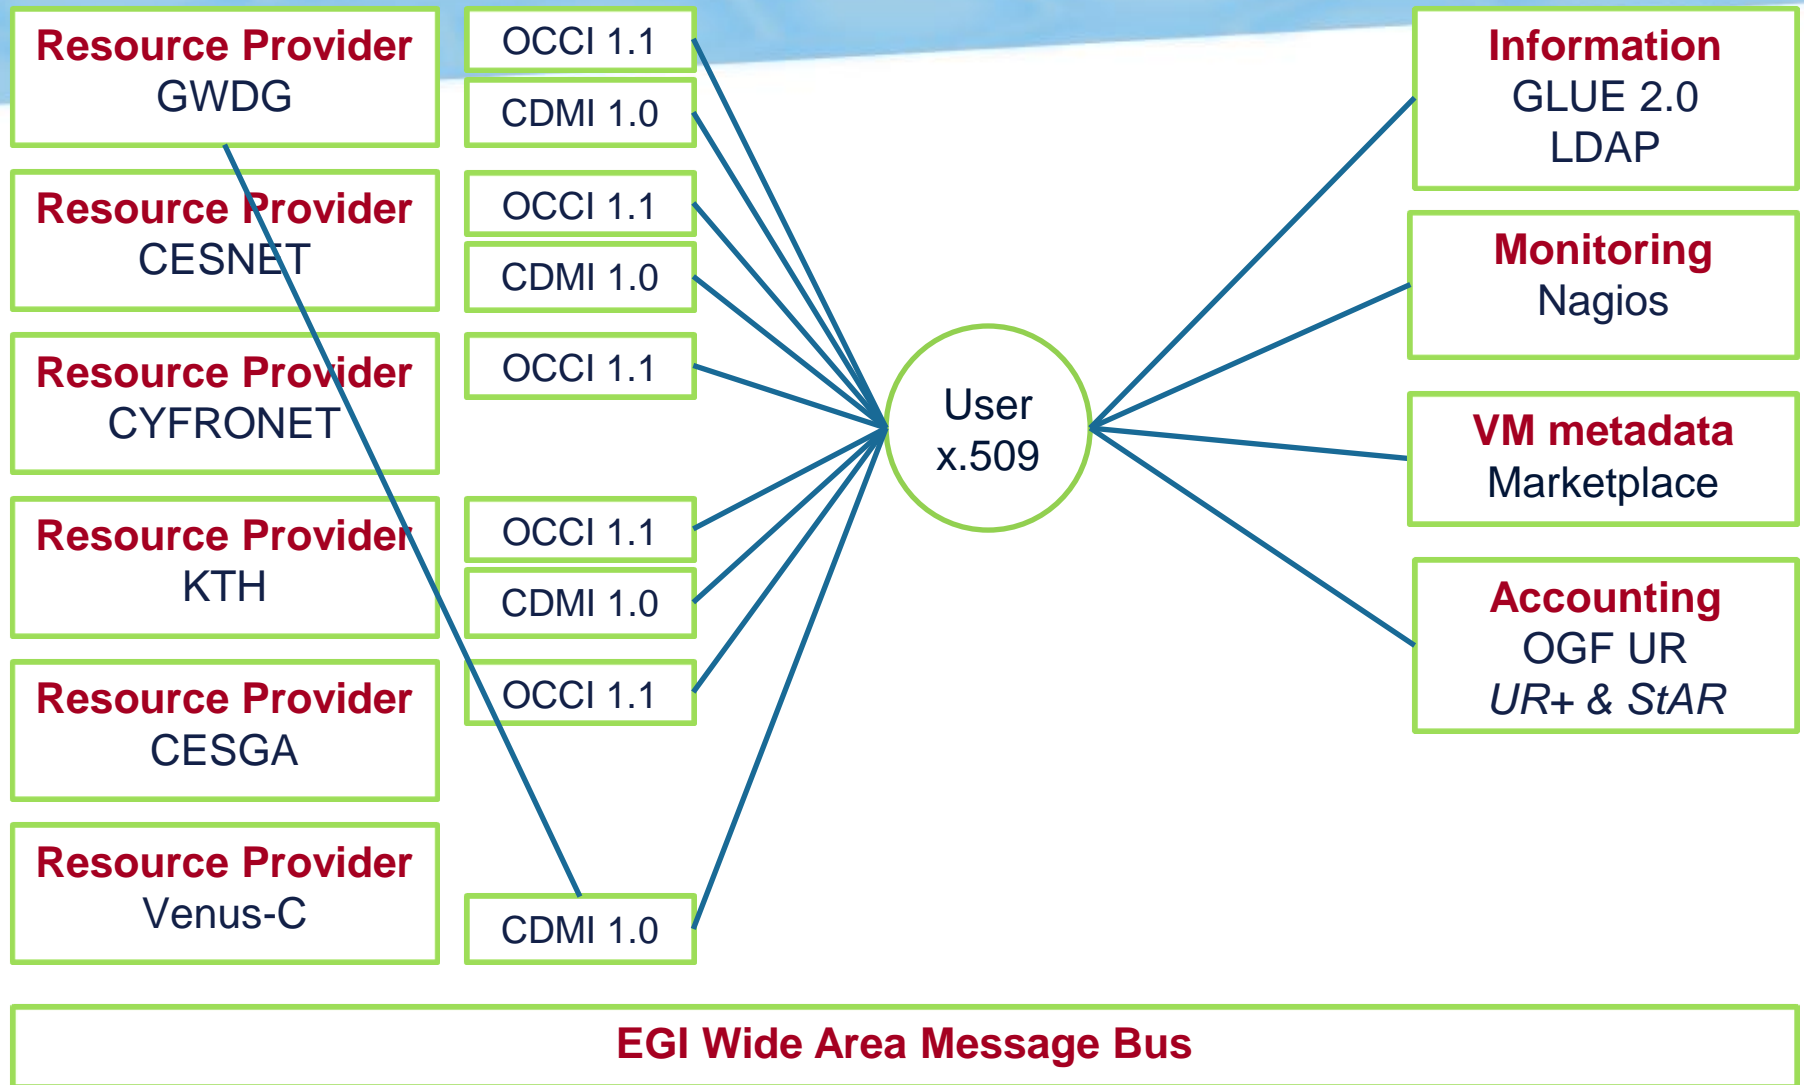 Resource Provider
GWDG
OCCI 1.1
CDMI 1.0
Resource Provider
CESNET
OCCI 1.1
CDMI 1.0
Resource Provider
CYFRONET
OCCI 1.1
Resource Provider
KTH
OCCI 1.1
CDMI 1.0
Resource Provider
CESGA
OCCI 1.1
Resource Provider
Venus-C
CDMI 1.0
User
x.509
Information
GLUE 2.0
LDAP
Monitoring
Nagios
VM metadata
Marketplace
Accounting
OGF UR
UR+ & StAR
EGI Wide Area Message Bus